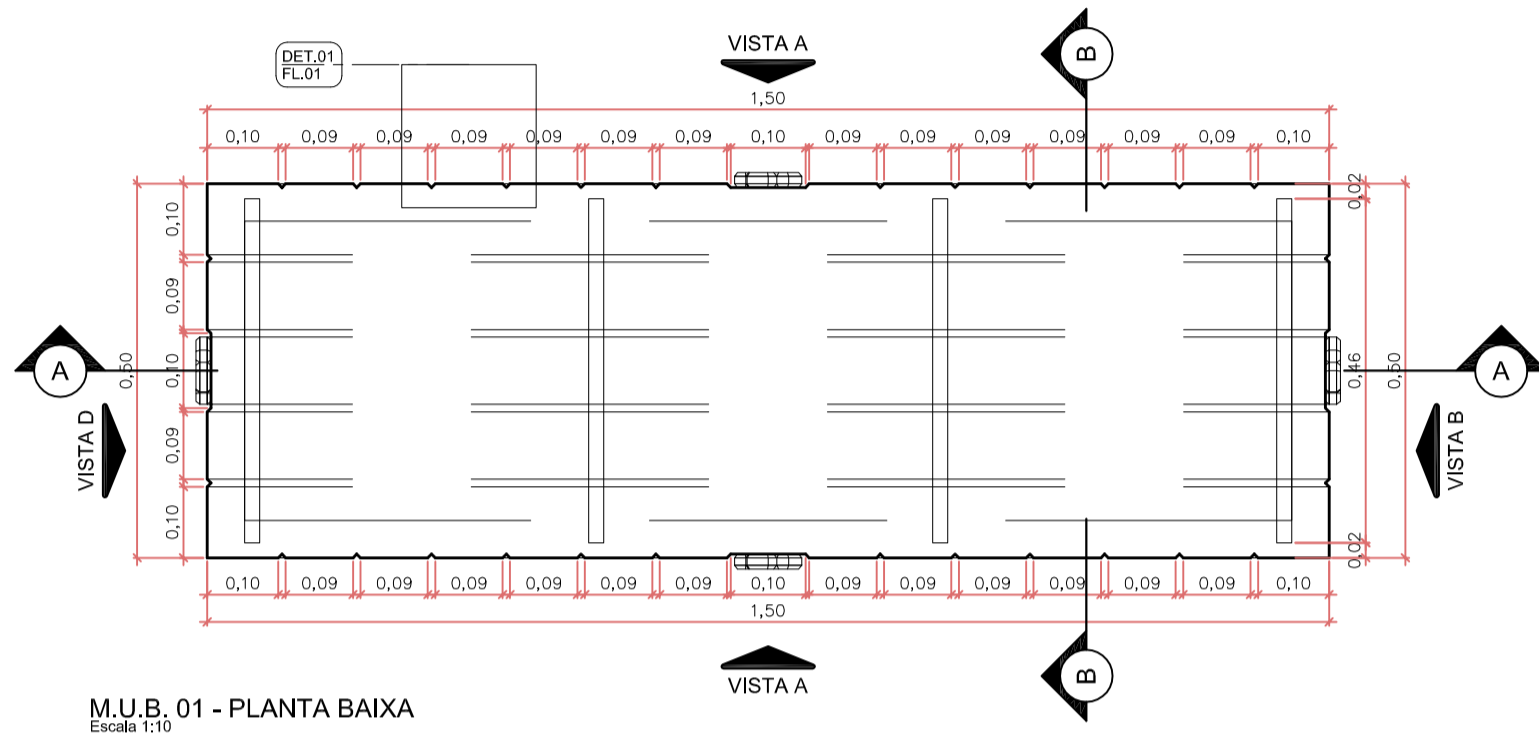 VISTA A
B
DET.01
FL.01
1,50
0,10 0,09 0,09 0,09 0,09 0,09 0,09 0,10 0,09 0,09 0,09 0,09 0,09 0,09 0,10
0,02
0,10
0,09
A
0,50
0,10
0,46
0,50
A
VISTA D
0,09
VISTA B
0,10
0,02
0,10 0,09 0,09 0,09 0,09 0,09 0,09 0,10 0,09 0,09 0,09 0,09 0,09 0,09 0,10
1,50
VISTA A
B
M.U.B. 01 - PLANTA BAIXA
Escala 1:10